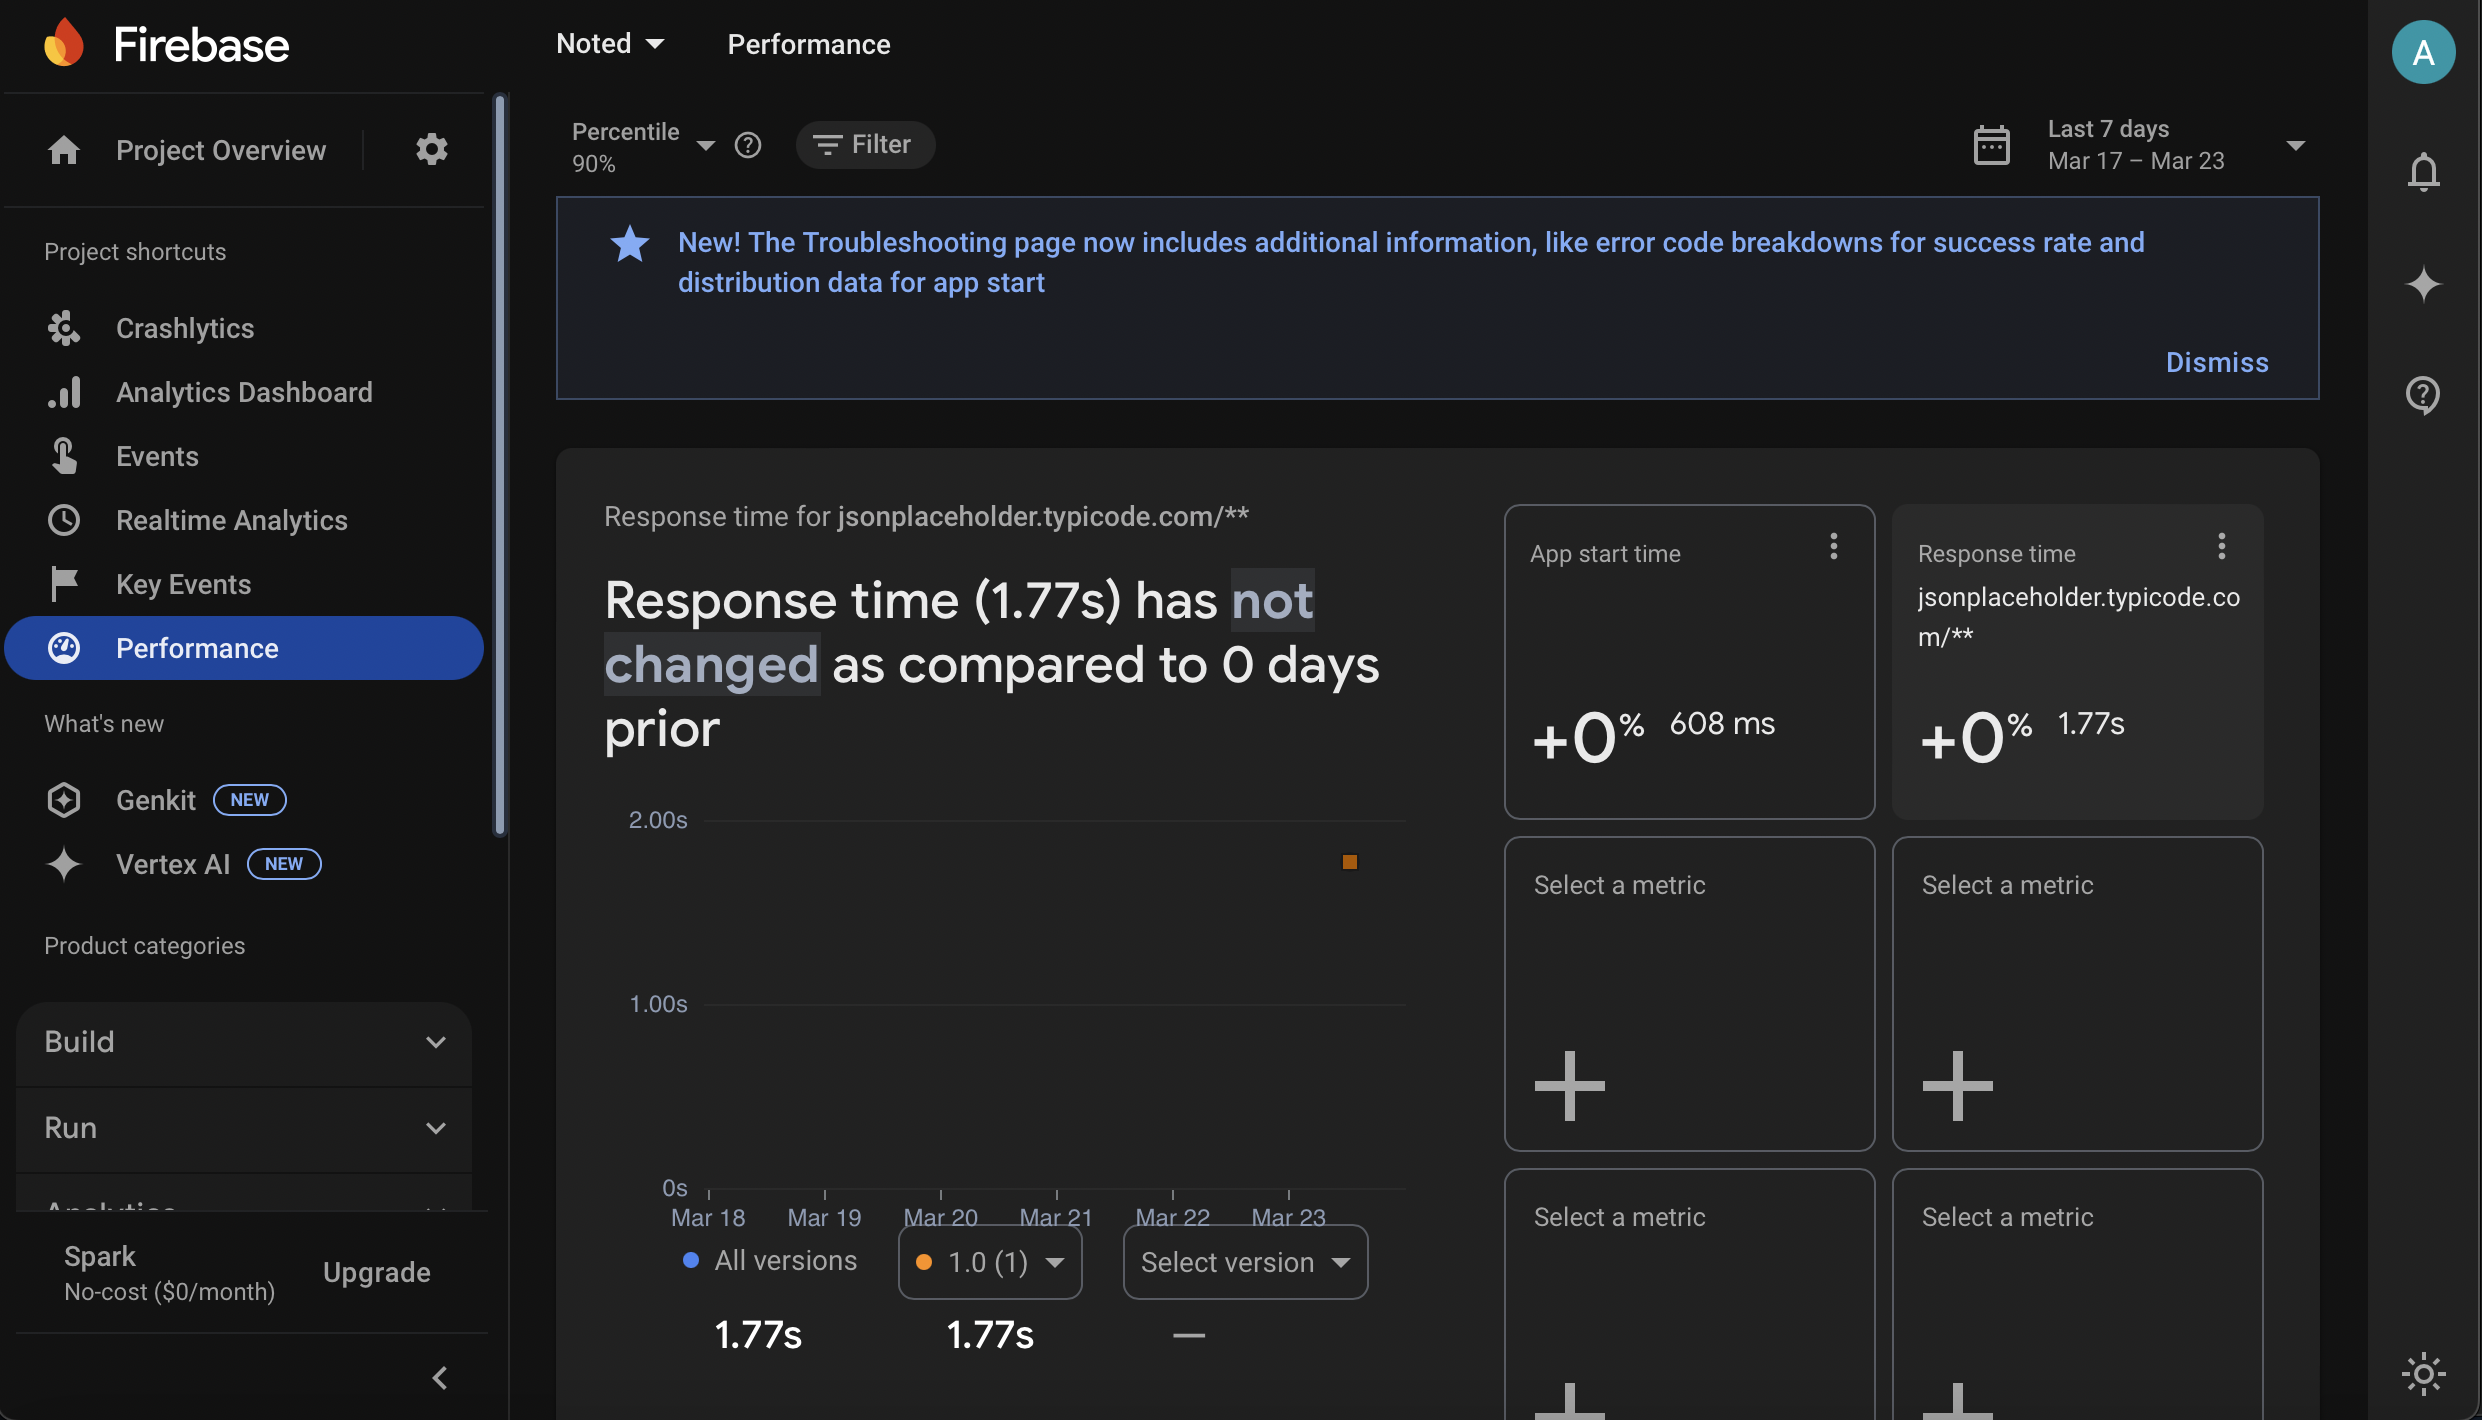 Firebase
Noted
Performance
A
Project Overview
Percentile
90%
Filter
Last 7 days
Mar 17 – Mar 23
Project shortcuts
Crashlytics
Analytics Dashboard
Events
Realtime Analytics
Key Events
Performance
What's new
Genkit NEW
Vertex AI NEW
Product categories
Build
Run
Analytics
Spark
No-cost ($0/month)
Upgrade
New! The Troubleshooting page now includes additional information, like error code breakdowns for success rate and
distribution data for app start
Dismiss
Response time for jsonplaceholder.typicode.com/**
Response time (1.77s) has not
changed as compared to 0 days
prior
2.00s
1.00s
0s
Mar 18 Mar 19 Mar 20 Mar 21 Mar 22 Mar 23
All versions
1.0 (1)
Select version
1.77s
1.77s
—
App start time
+0% 608 ms
Response time
jsonplaceholder.typicode.co
m/**
+0% 1.77s
Select a metric
Select a metric
Select a metric
Select a metric